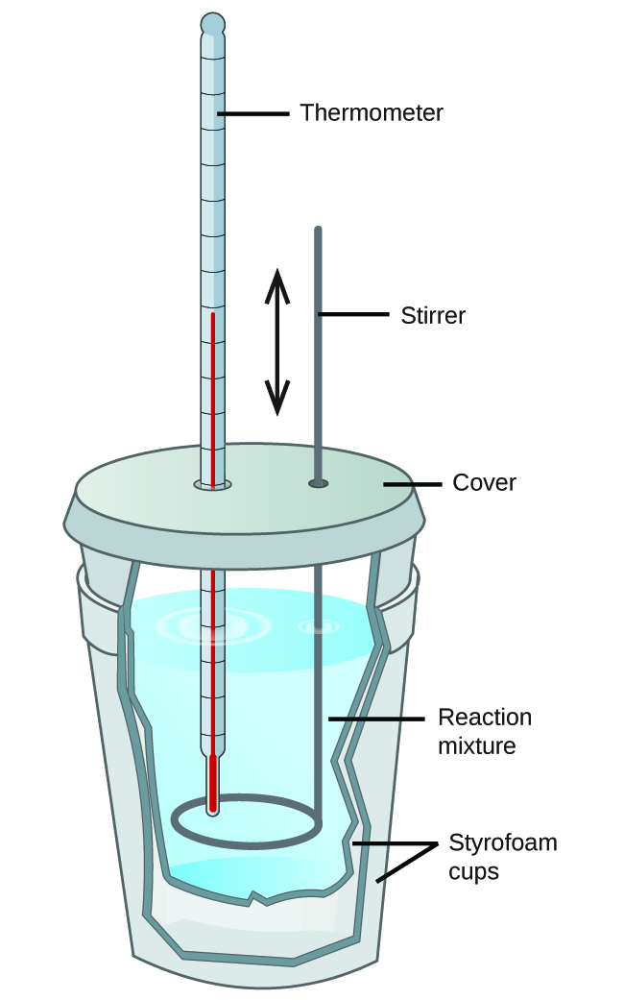 Thermometer
Stirrer
Cover
Reaction
mixture
Styrofoam
cups